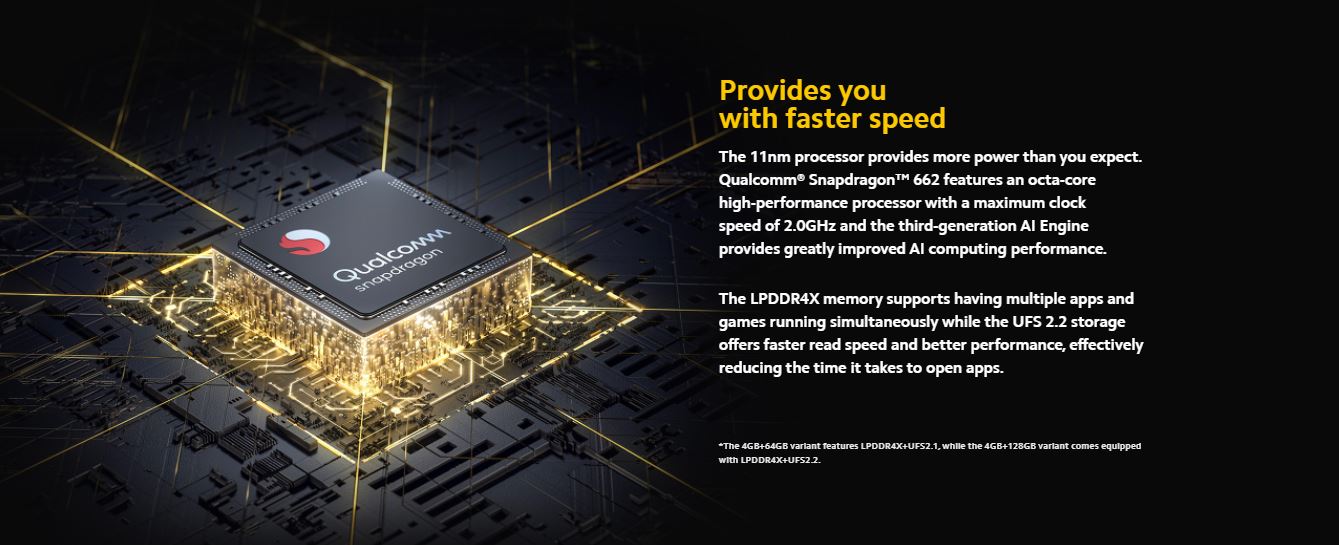 Qualcomm
snapdragon
Provides you
with faster speed
The 11nm processor provides more power than you expect.
Qualcomm® Snapdragon™ 662 features an octa-core
high-performance processor with a maximum clock
speed of 2.0GHz and the third-generation AI Engine
provides greatly improved AI computing performance.
The LPDDR4X memory supports having multiple apps and
games running simultaneously while the UFS 2.2 storage
offers faster read speed and better performance, effectively
reducing the time it takes to open apps.
*The 4GB+64GB variant features LPDDR4X+UFS2.1, while the 4GB+128GB variant comes equipped
with LPDDR4X+UFS2.2.